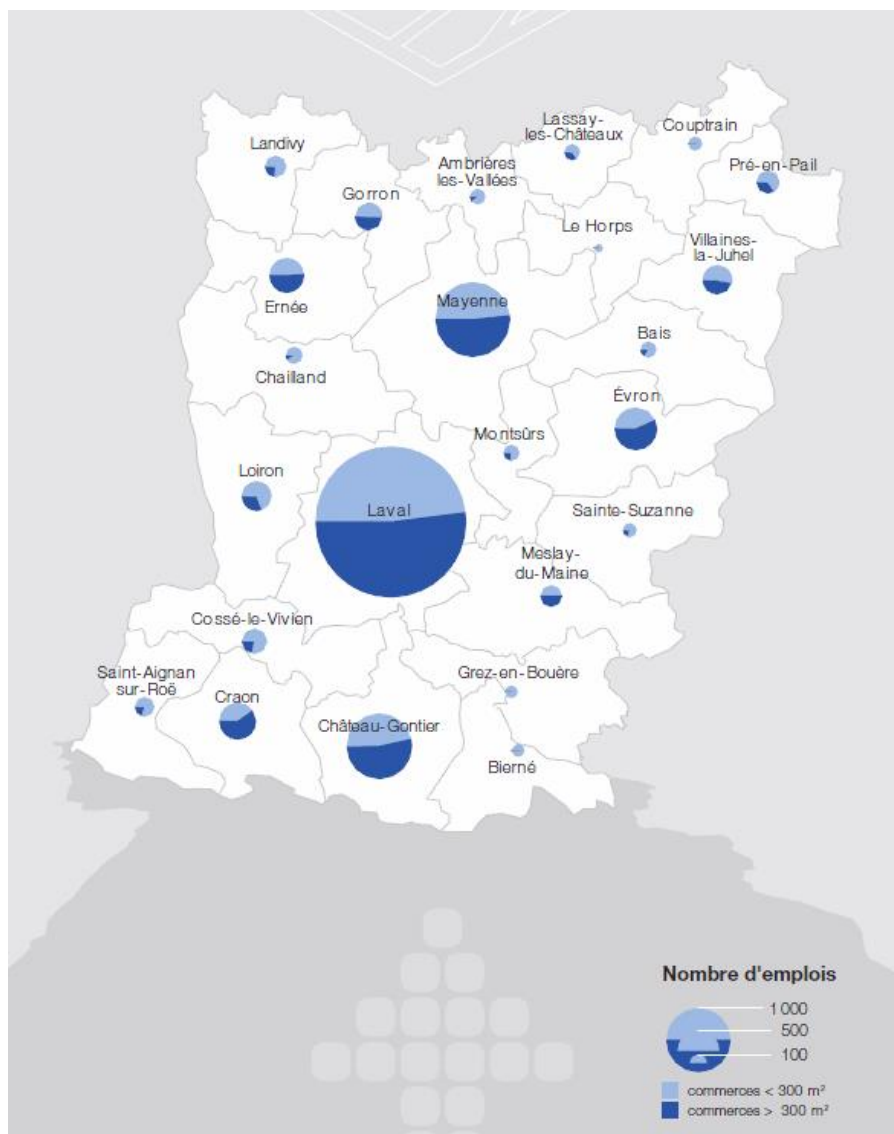 Landivy
Lassay-
les-Châteaux
Couptrain
Ambrières
les-Vallées
Pré-en-Pail
Gorron
Le Horps
Villaines-
la-Juhel
Ernée
Mayenne
Bais
Chailland
Évron
Montsûrs
Loiron
Laval
Sainte-Suzanne
Meslay-
du-Maine
Cossé-le-Vivien
Saint-Aignan
sur-Roë
Grez-en-Bouère
Craon
Château-Gontier
Bierné
Nombre d'emplois
1 000
500
100
commerces < 300 m²
commerces > 300 m²